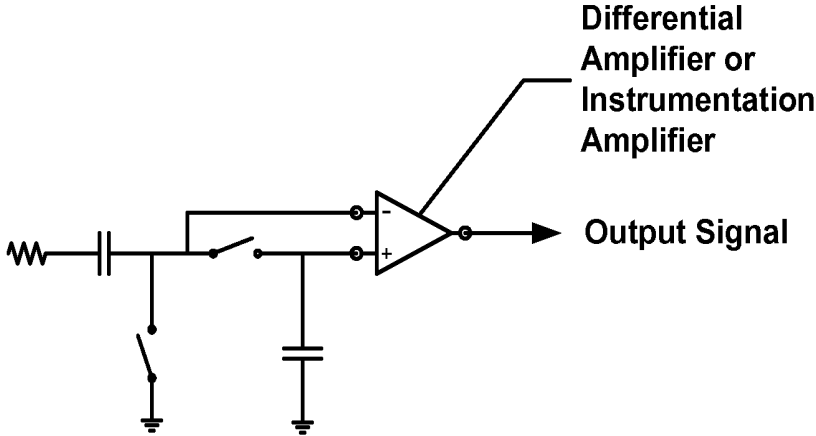 Differential
Amplifier or
Instrumentation
Amplifier
-
+
Output Signal